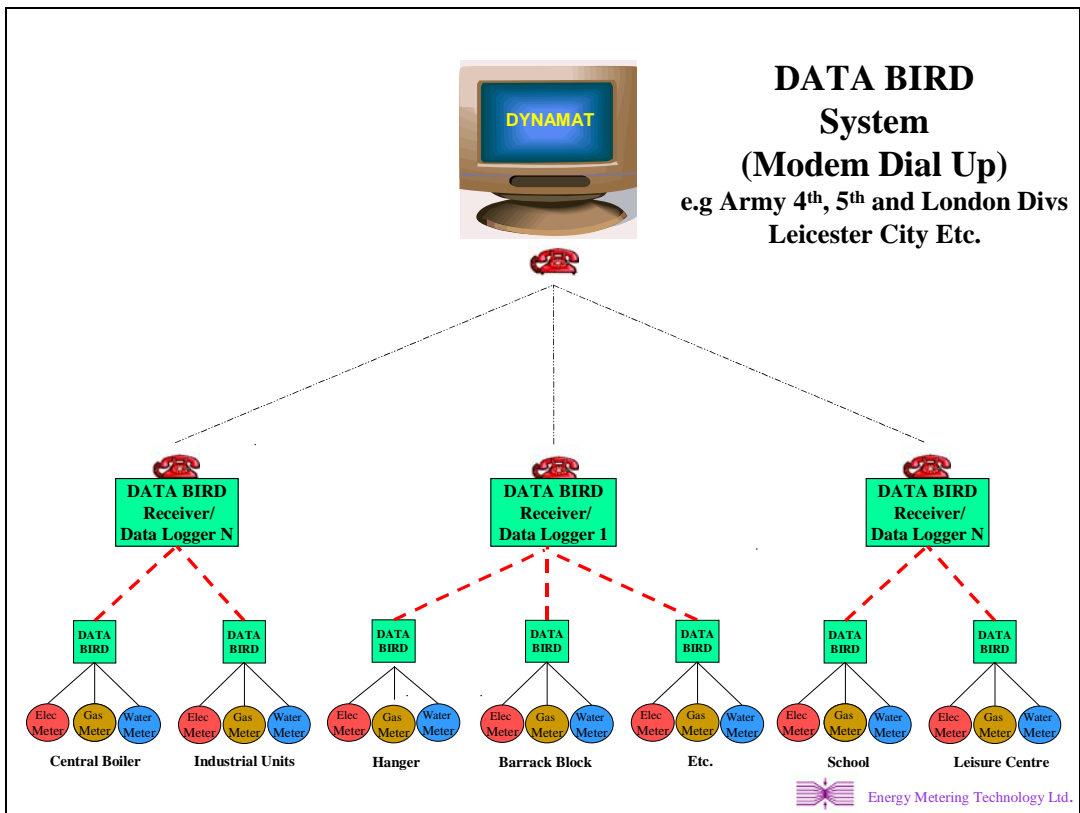 DYNAMAT
DATA BIRD
System
(Modem Dial Up)
e.g Army 4th, 5th and London Divs
Leicester City Etc.
DATA BIRD
Receiver/
Data Logger N
DATA BIRD
Receiver/
Data Logger 1
DATA BIRD
Receiver/
Data Logger N
DATA
BIRD
DATA
BIRD
DATA
BIRD
DATA
BIRD
DATA
BIRD
DATA
BIRD
DATA
BIRD
Elec
Meter
Gas
Meter
Water
Meter
Elec
Meter
Gas
Meter
Water
Meter
Elec
Meter
Gas
Meter
Water
Meter
Elec
Meter
Gas
Meter
Water
Meter
Elec
Meter
Gas
Meter
Water
Meter
Elec
Meter
Gas
Meter
Water
Meter
Elec
Meter
Gas
Meter
Water
Meter
Central Boiler
Industrial Units
Hanger
Barrack Block
Etc.
School
Leisure Centre
Energy Metering Technology Ltd.